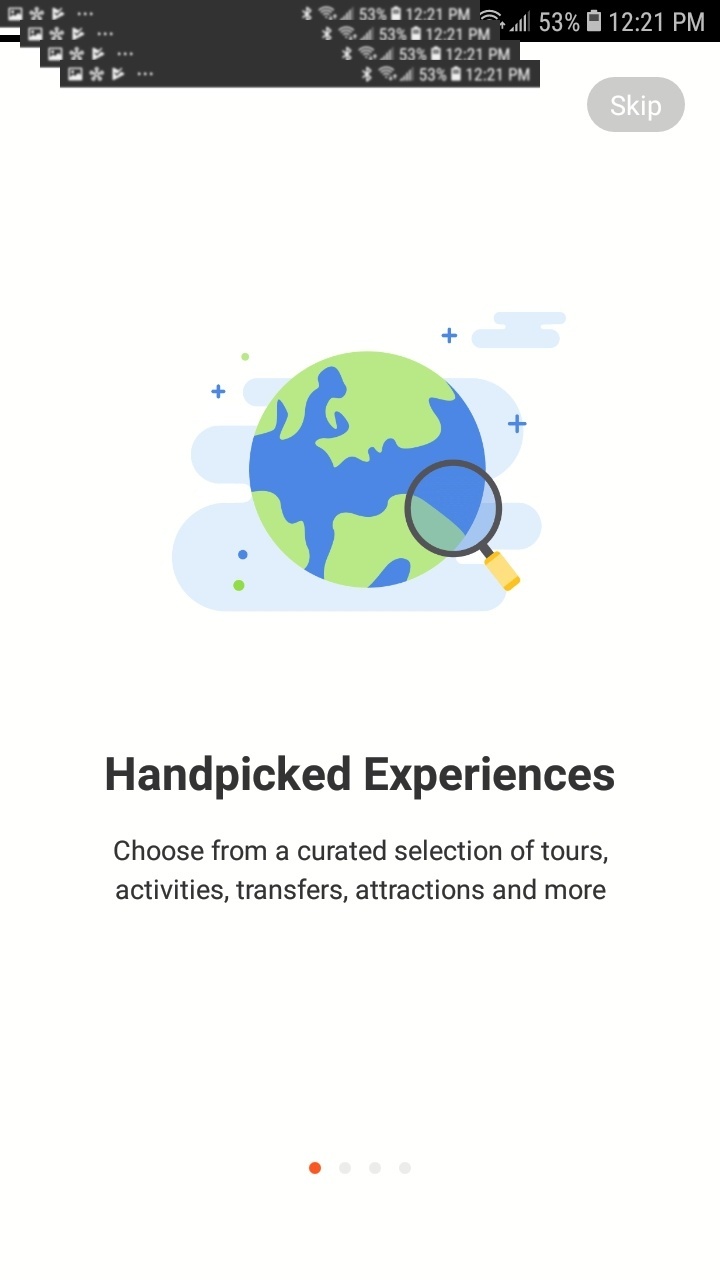 53% 12:21 PM
53% 12:21 PM
53% 12:21 PM
53% 12:21 PM
53% 12:21 PM
Skip
Handpicked Experiences
Choose from a curated selection of tours,
activities, transfers, attractions and more